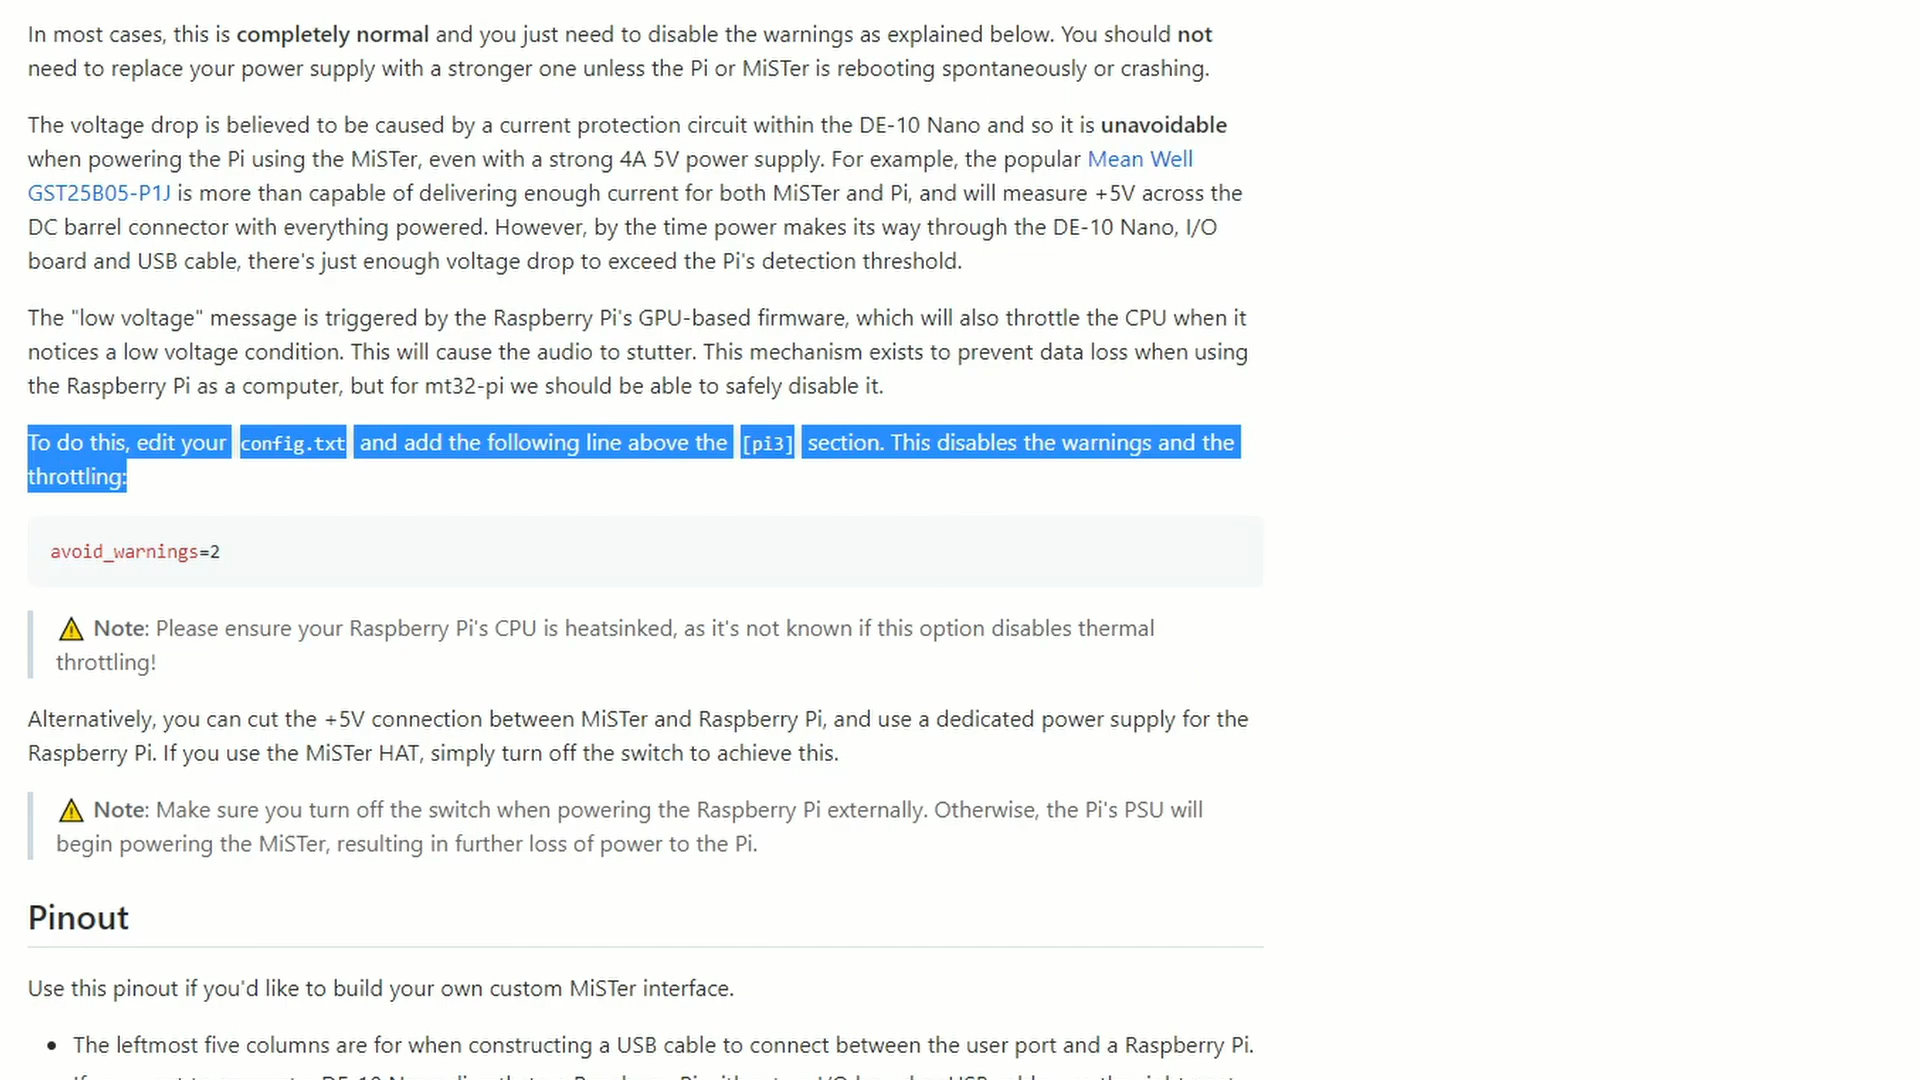 In most cases, this is completely normal and you just need to disable the warnings as explained below. You should not
need to replace your power supply with a stronger one unless the Pi or MiSTer is rebooting spontaneously or crashing.
The voltage drop is believed to be caused by a current protection circuit within the DE-10 Nano and so it is unavoidable
when powering the Pi using the MiSTer, even with a strong 4A 5V power supply. For example, the popular Mean Well
GST25B05-P1J is more than capable of delivering enough current for both MiSTer and Pi, and will measure +5V across the
DC barrel connector with everything powered. However, by the time power makes its way through the DE-10 Nano, I/O
board and USB cable, there's just enough voltage drop to exceed the Pi's detection threshold.
The "low voltage" message is triggered by the Raspberry Pi's GPU-based firmware, which will also throttle the CPU when it
notices a low voltage condition. This will cause the audio to stutter. This mechanism exists to prevent data loss when using
the Raspberry Pi as a computer, but for mt32-pi we should be able to safely disable it.
To do this, edit your config.txt and add the following line above the [pi3] section. This disables the warnings and the
throttling:
avoid_warnings=2
⚠ Note: Please ensure your Raspberry Pi's CPU is heatsinked, as it's not known if this option disables thermal
throttling!
Alternatively, you can cut the +5V connection between MiSTer and Raspberry Pi, and use a dedicated power supply for the
Raspberry Pi. If you use the MiSTer HAT, simply turn off the switch to achieve this.
⚠ Note: Make sure you turn off the switch when powering the Raspberry Pi externally. Otherwise, the Pi's PSU will
begin powering the MiSTer, resulting in further loss of power to the Pi.
Pinout
Use this pinout if you'd like to build your own custom MiSTer interface.
• The leftmost five columns are for when constructing a USB cable to connect between the user port and a Raspberry Pi.